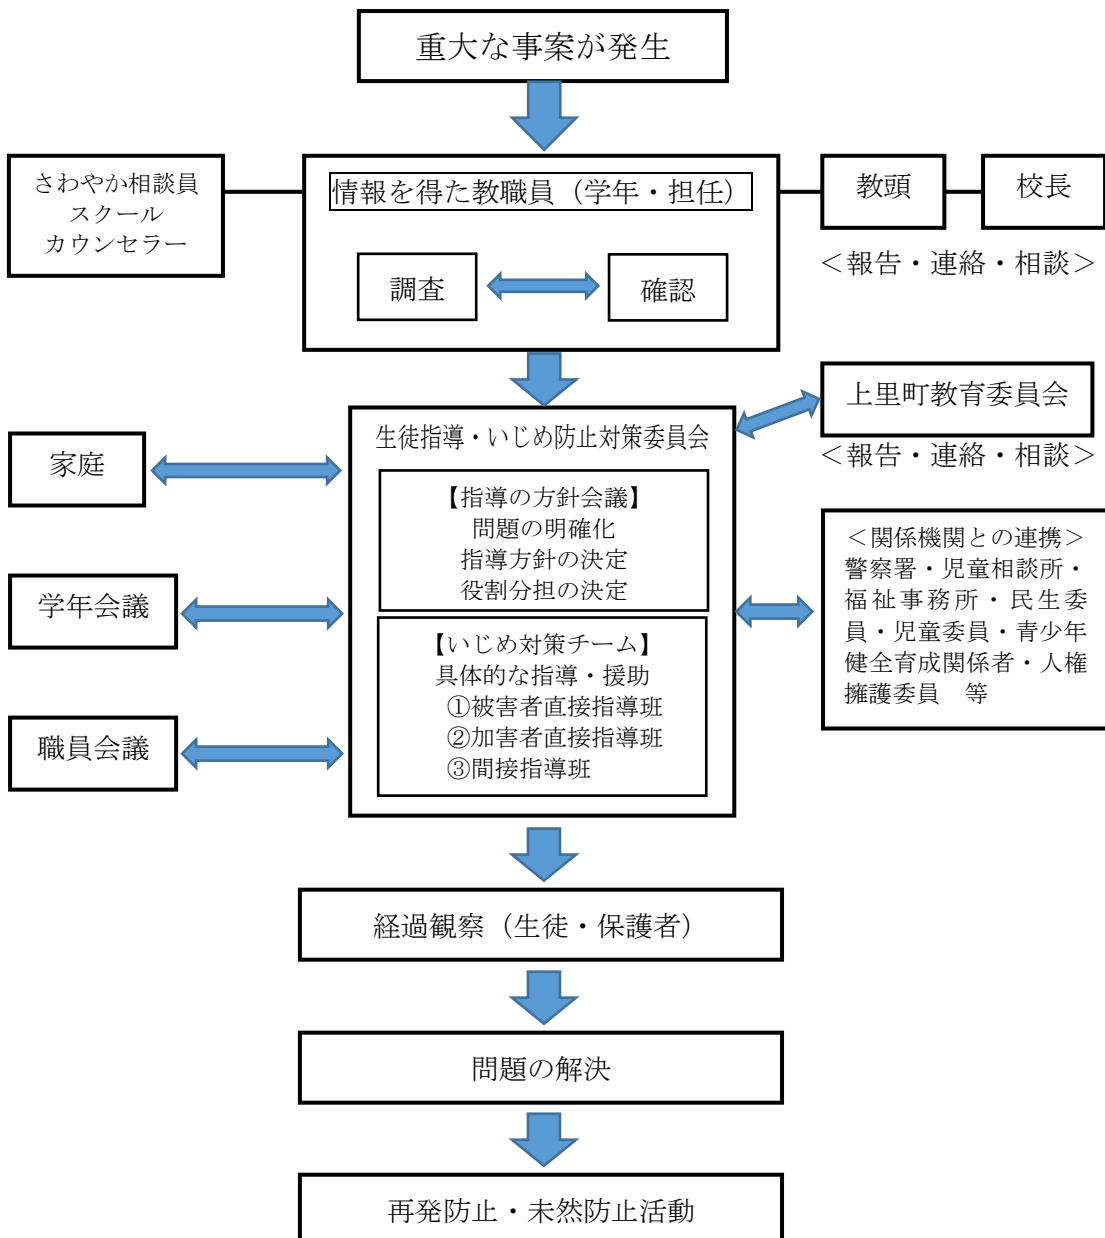 重大な事案が発生
さわやか相談員
スクール
カウンセラー
情報を得た教職員（学年・担任）
調査
確認
教頭
校長
＜報告・連絡・相談＞
上里町教育委員会
＜報告・連絡・相談＞
生徒指導・いじめ防止対策委員会
家庭
【指導の方針会議】
問題の明確化
指導方針の決定
役割分担の決定
＜関係機関との連携＞
警察署・児童相談所・
福祉事務所・民生委
員・児童委員・青少年
健全育成関係者・人権
擁護委員　等
学年会議
【いじめ対策チーム】
具体的な指導・援助
①被害者直接指導班
②加害者直接指導班
③間接指導班
職員会議
経過観察（生徒・保護者）
問題の解決
再発防止・未然防止活動